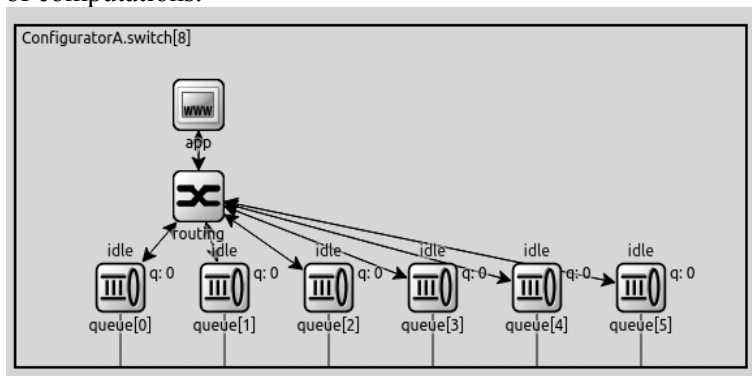 of computations.
ConfiguratorA.switch[8]
www
app
routing
idle idle idle idle idle idle
q: 0 q: 0 q: 0 q: 0 q: 0 q: 0
queue[0] queue[1] queue[2] queue[3] queue[4] queue[5]